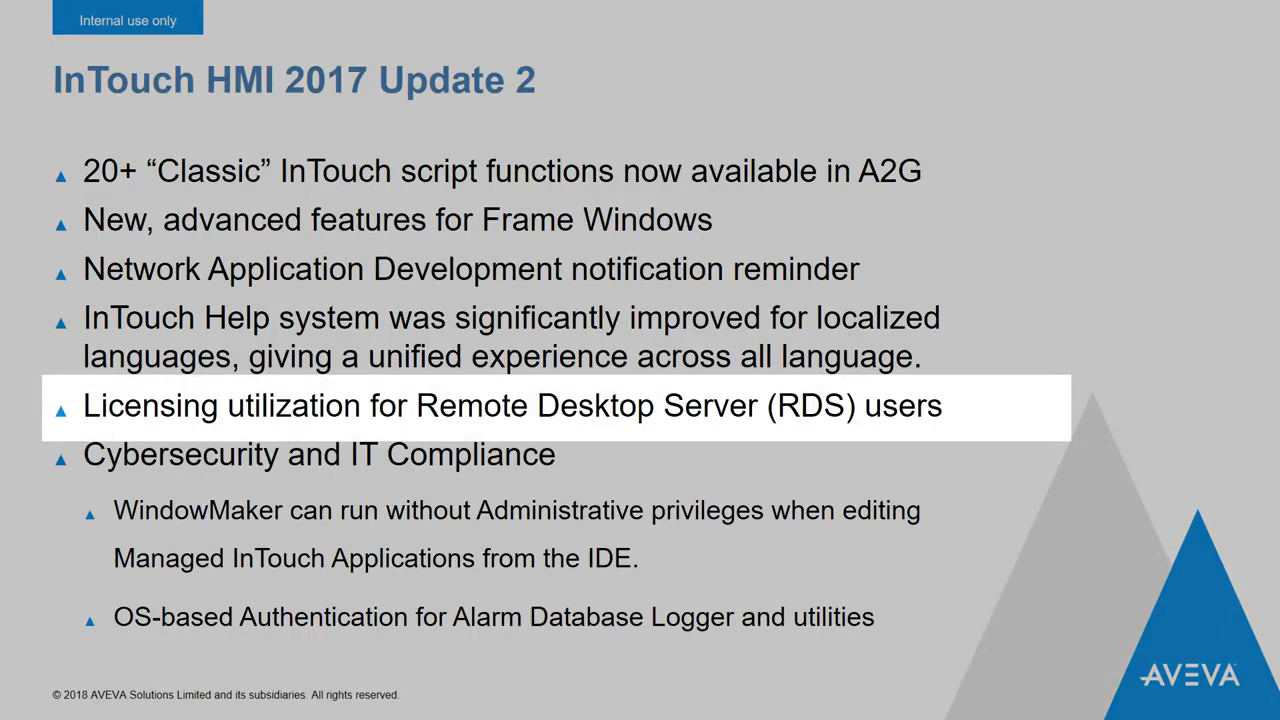 Internal use only
InTouch HMI 2017 Update 2
▲ 20+ “Classic” InTouch script functions now available in A2G
▲ New, advanced features for Frame Windows
▲ Network Application Development notification reminder
▲ InTouch Help system was significantly improved for localized
languages, giving a unified experience across all language.
▲ Licensing utilization for Remote Desktop Server (RDS) users
▲ Cybersecurity and IT Compliance
▲ WindowMaker can run without Administrative privileges when editing
Managed InTouch Applications from the IDE.
▲ OS-based Authentication for Alarm Database Logger and utilities
© 2018 AVEVA Solutions Limited and its subsidiaries. All rights reserved.
AVEVA